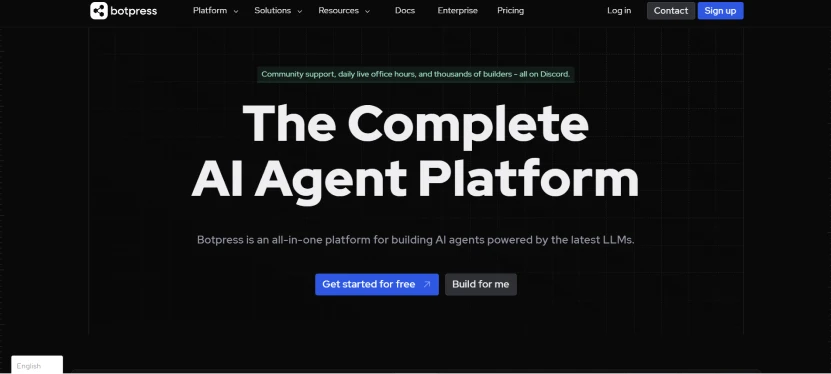 botpress Platform Solutions Resources Docs Enterprise Pricing Log in Contact Sign up
Community support, daily live office hours, and thousands of builders - all on Discord.
The Complete
AI Agent Platform
Botpress is an all-in-one platform for building AI agents powered by the latest LLMs.
Get started for free Build for me
English